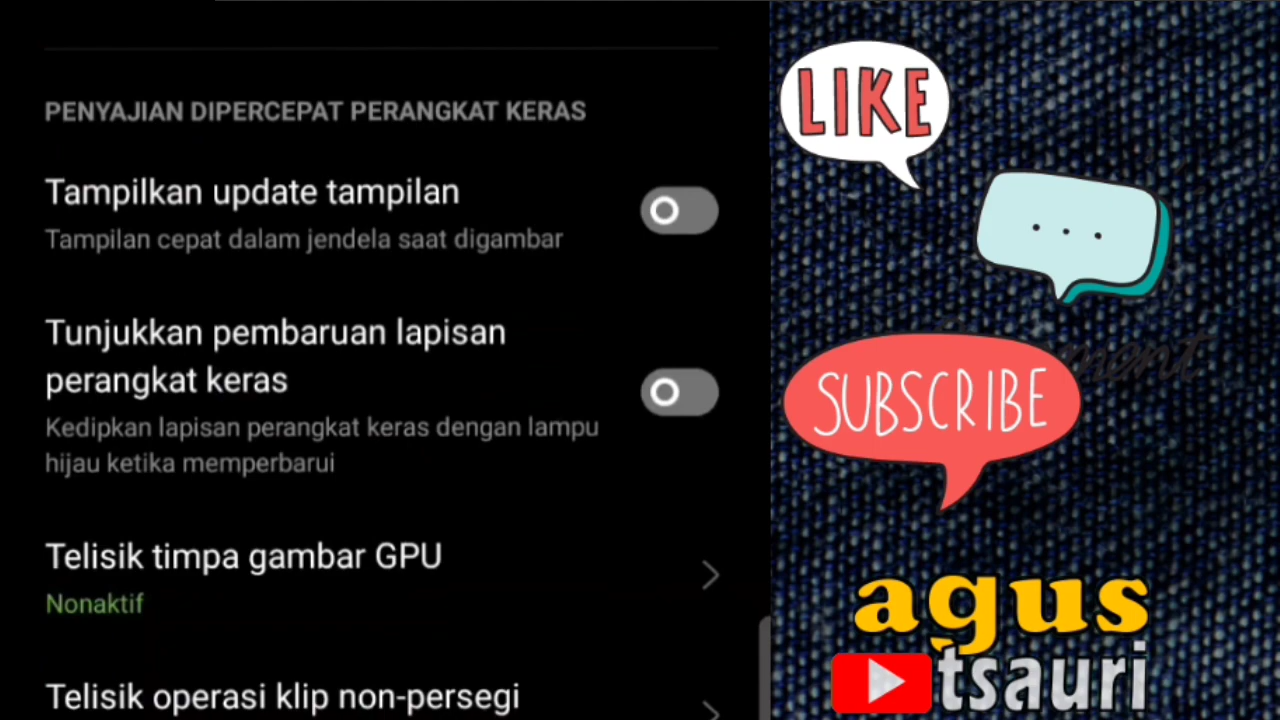 PENYAJIAN DIPERCEPAT PERANGKAT KERAS
Tampilkan update tampilan
Tampilan cepat dalam jendela saat digambar
Tunjukkan pembaruan lapisan
perangkat keras
Kedipkan lapisan perangkat keras dengan lampu
hijau ketika memperbarui
Telisik timpa gambar GPU
Nonaktif
Telisik operasi klip non-persegi
LIKE
SUBSCRIBE
agus
tsauri